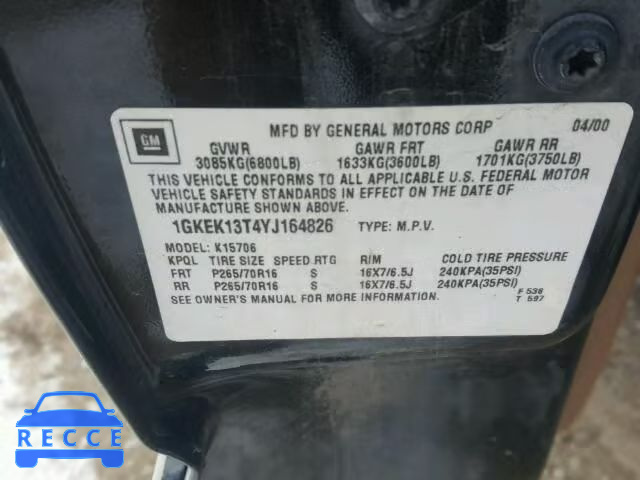 MFD BY GENERAL MOTORS CORP 04/00
GM
GVWR GAWR FRT GAWR RR
3085KG(6800LB) 1633KG(3600LB) 1701KG(3750LB)
THIS VEHICLE CONFORMS TO ALL APPLICABLE U.S. FEDERAL MOTOR
VEHICLE SAFETY STANDARDS IN EFFECT ON THE DATE OF
MANUFACTURE SHOWN ABOVE.
1GKEK13T4YJ164826 TYPE: M.P.V.
MODEL: K15706
KPQL TIRE SIZE SPEED RTG RIM COLD TIRE PRESSURE
FRT P265/70R16 S 16X7/6.5J 240KPA(35PSI)
RR P265/70R16 S 16X7/6.5J 240KPA(35PSI)
SEE OWNER'S MANUAL FOR MORE INFORMATION. F 536
T 597
RECCE